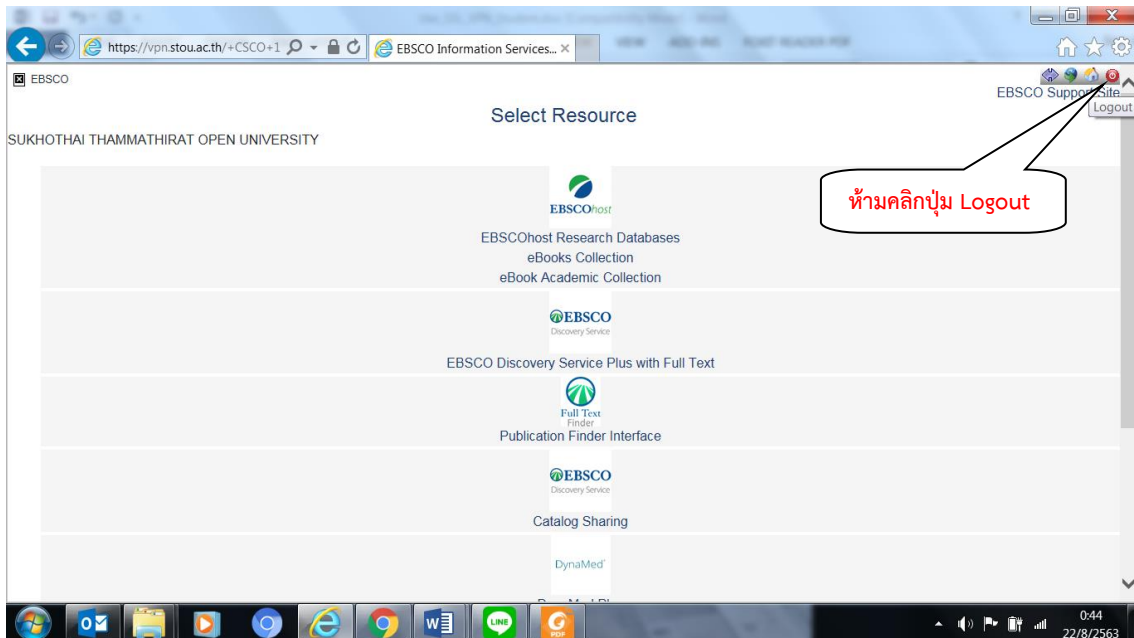 https://vpn.stou.ac.th/+CSCO+1
EBSCO Information Services...
EBSCO
EBSCO Support Site
Logout
Select Resource
SUKHOTHAI THAMMATHIRAT OPEN UNIVERSITY
ห้ามคลิกปุ่ม Logout
EBSCOhost
EBSCOhost Research Databases
eBooks Collection
eBook Academic Collection
EBSCO
Discovery Service
EBSCO Discovery Service Plus with Full Text
Full Text
Finder
Publication Finder Interface
EBSCO
Discovery Service
Catalog Sharing
DynaMed
LINE
PDF
0:44
22/8/2563